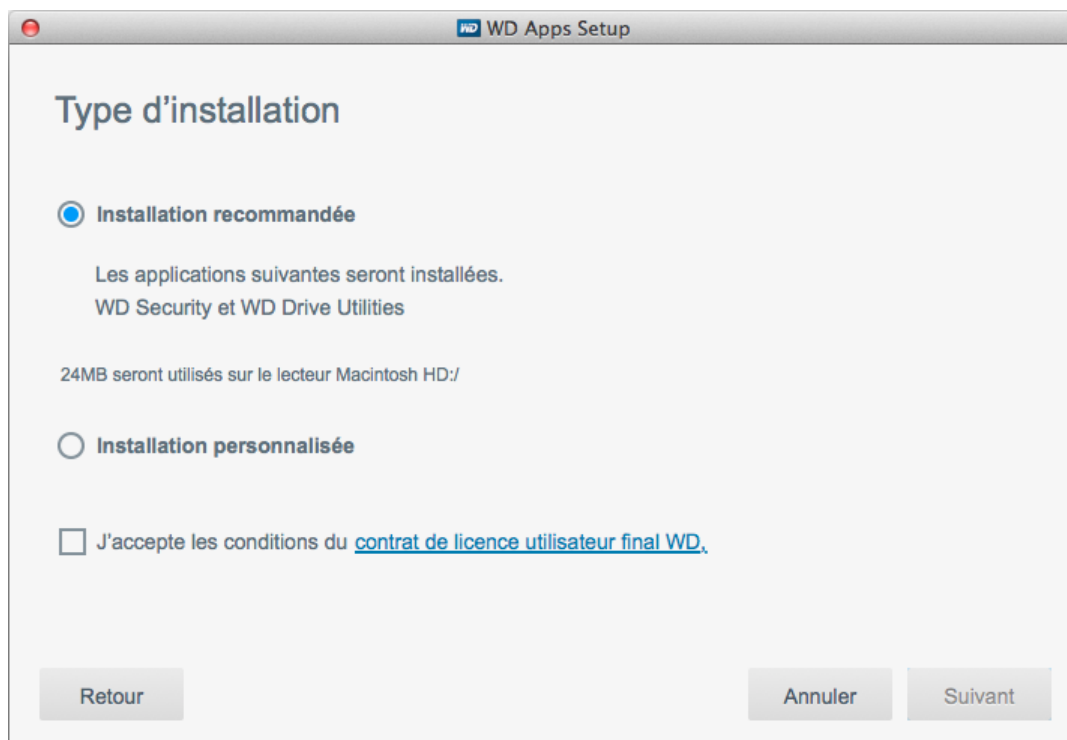 WD WD Apps Setup
Type d'installation
Installation recommandée
Les applications suivantes seront installées.
WD Security et WD Drive Utilities
24MB seront utilisés sur le lecteur Macintosh HD:/
Installation personnalisée
J'accepte les conditions du contrat de licence utilisateur final WD,
Retour
Annuler
Suivant